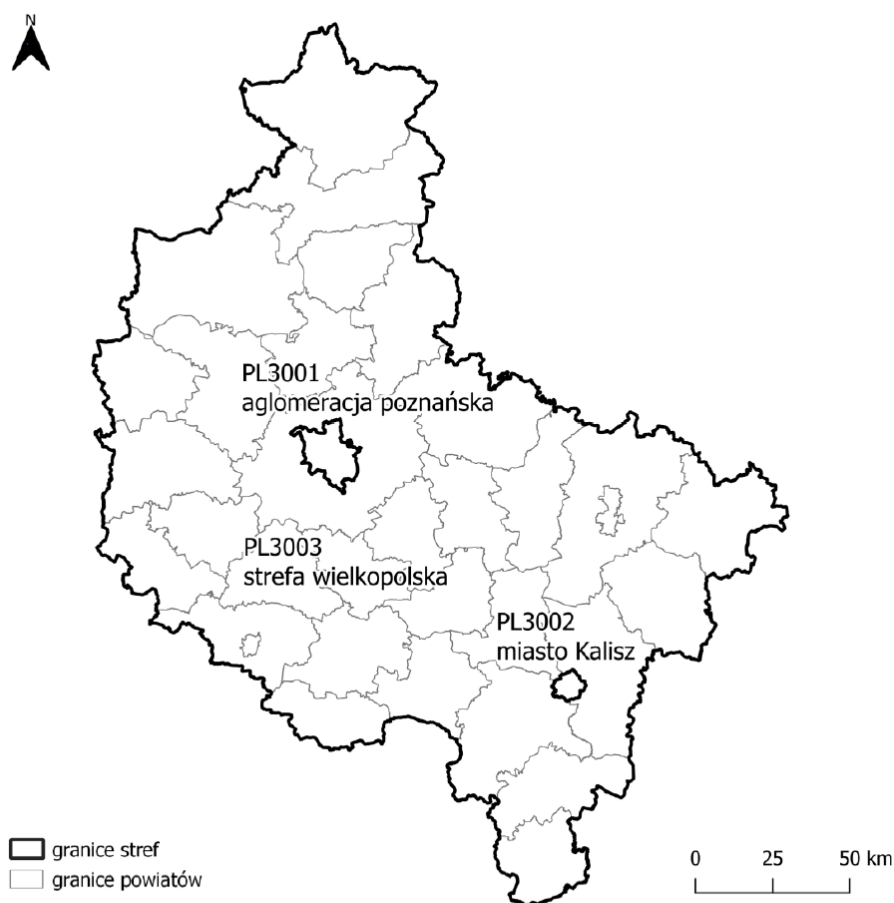 N
PL3001
aglomeracja poznańska
PL3003
strefa wielkopolska
PL3002
miasto Kalisz
granice stref
granice powiatów
0 25 50 km